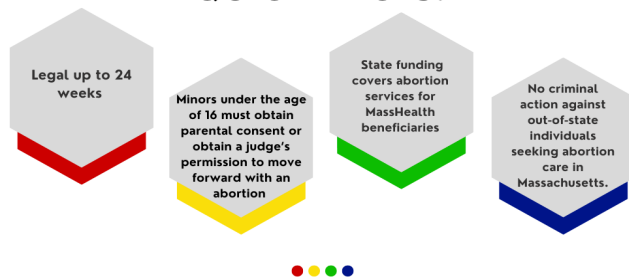 Legal up to 24
weeks
Minors under the age
of 16 must obtain
parental consent or
obtain a judge's
permission to move
forward with an
abortion
State funding
covers abortion
services for
MassHealth
beneficiaries
No criminal
action against
out-of-state
individuals
seeking abortion
care in
Massachusetts.